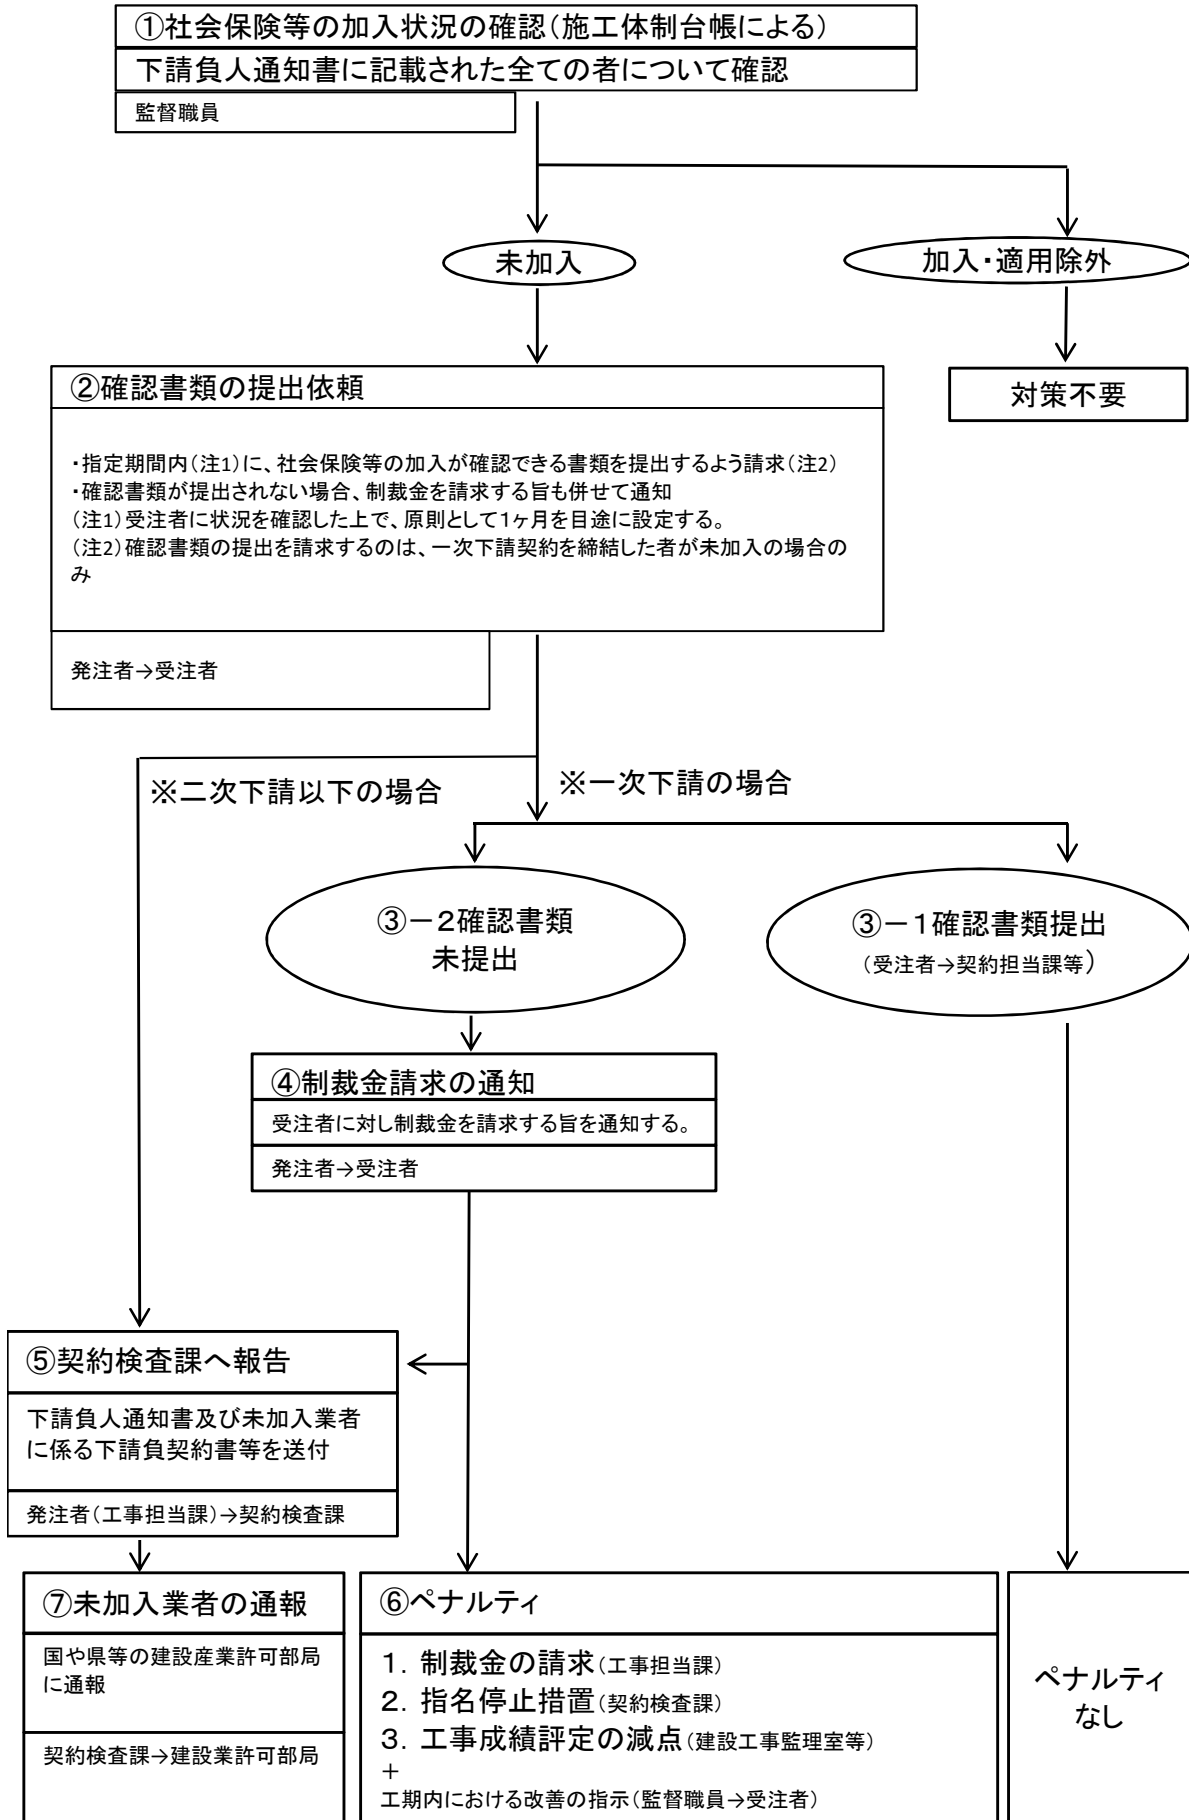 ①社会保険等の加入状況の確認(施工体制台帳による)
下請負人通知書に記載された全ての者について確認
監督職員
未加入
加入・適用除外
②確認書類の提出依頼
対策不要
・指定期間内(注1)に、社会保険等の加入が確認できる書類を提出するよう請求(注2)
・確認書類が提出されない場合、制裁金を請求する旨も併せて通知
(注1)受注者に状況を確認した上で、原則として1ヶ月を目途に設定する。
(注2)確認書類の提出を請求するのは、一次下請契約を締結した者が未加入の場合の
み
発注者→受注者
※二次下請以下の場合
※一次下請の場合
③-2確認書類
未提出
③-1確認書類提出
(受注者→契約担当課等)
④制裁金請求の通知
受注者に対し制裁金を請求する旨を通知する。
発注者→受注者
⑤契約検査課へ報告
下請負人通知書及び未加入業者
に係る下請負契約書等を送付
発注者(工事担当課)→契約検査課
⑦未加入業者の通報
国や県等の建設産業許可部局
に通報
契約検査課→建設業許可部局
⑥ペナルティ
1.制裁金の請求(工事担当課)
2.指名停止措置(契約検査課)
3.工事成績評定の減点(建設工事監理室等)
+
工期内における改善の指示(監督職員→受注者)
ペナルティ
なし